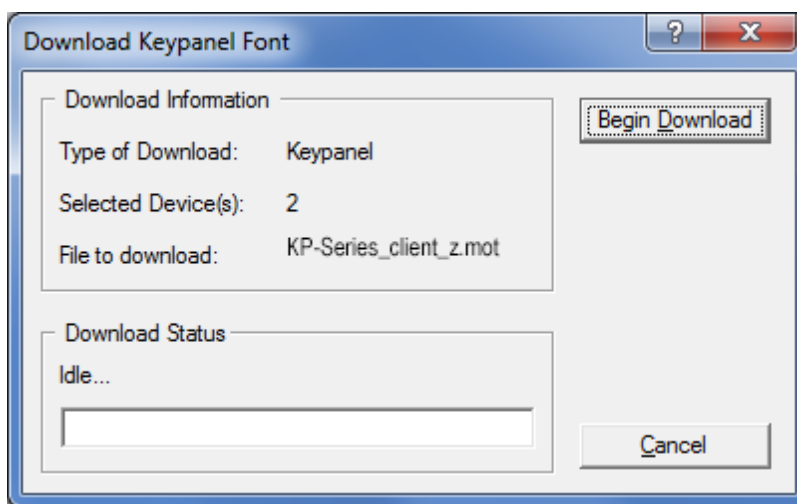 Download Keypanel Font
?
X
Download Information
Type of Download: Keypanel
Selected Device(s): 2
File to download: KP-Series_client_z.mot
Begin Download
Download Status
Idle...
Cancel